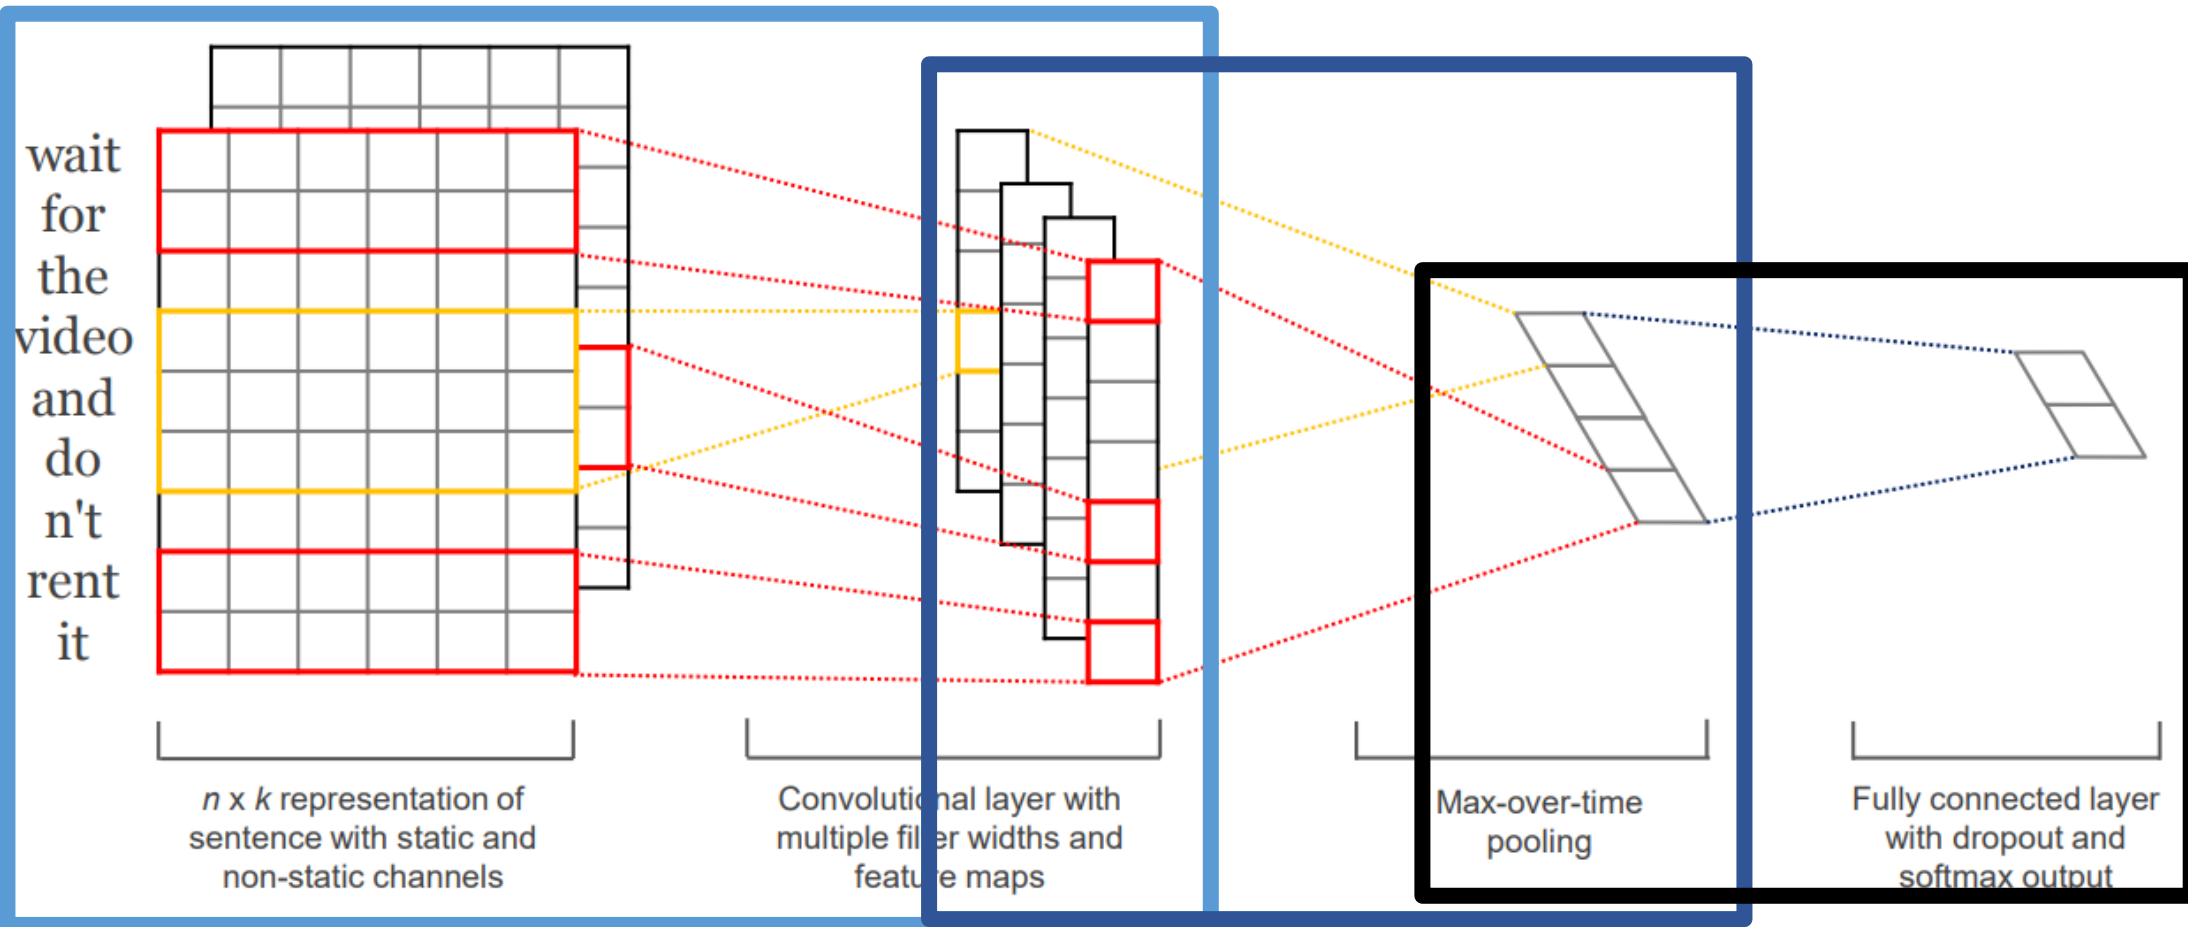 wait
for
the
video
and
do
n't
rent
it
n x k representation of
sentence with static and
non-static channels
Convolutional layer with
multiple filter widths and
feature maps
Max-over-time
pooling
Fully connected layer
with dropout and
softmax output